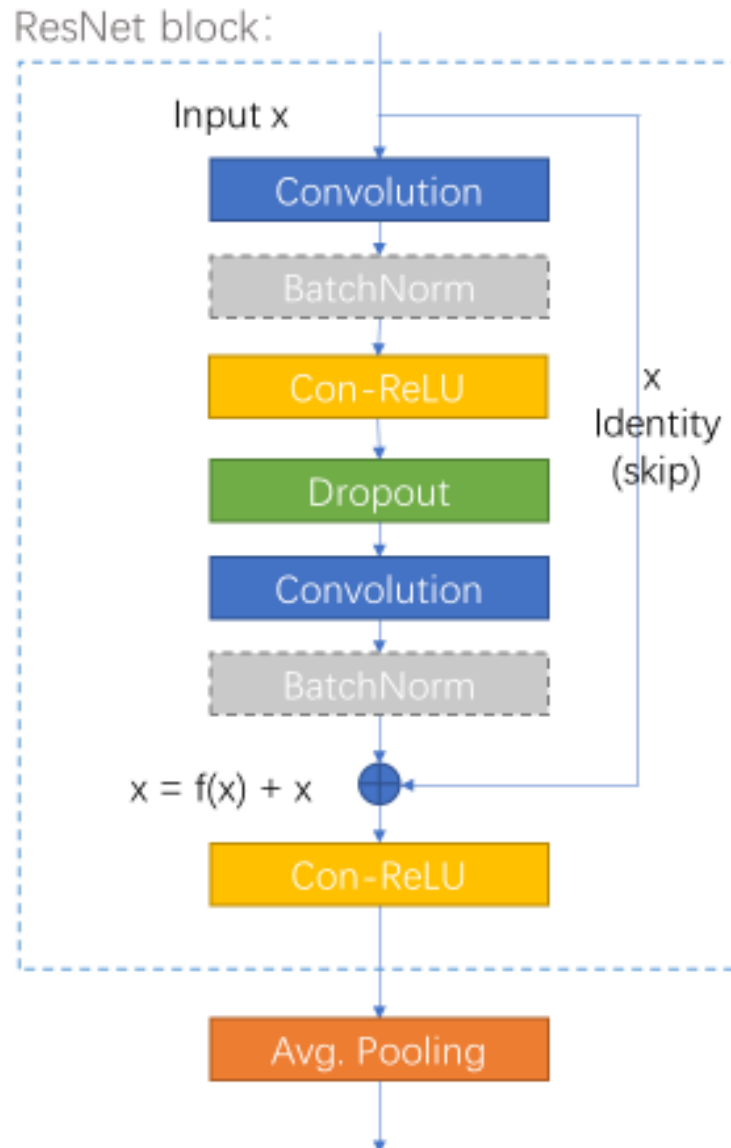 ResNet block:
Input x
Convolution
BatchNorm
Con-ReLU
x
Identity
(skip)
Dropout
Convolution
BatchNorm
x = f(x) + x
Con-ReLU
Avg. Pooling